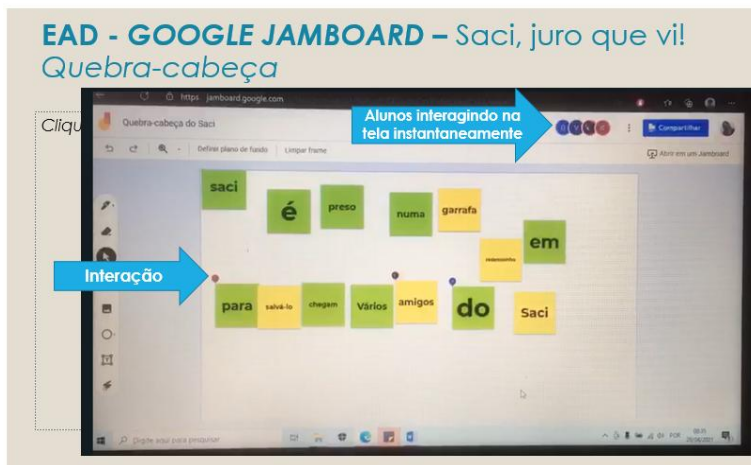 EAD - GOOGLE JAMBOARD – Saci, juro que vi!
Quebra-cabeça
Cliqu
https jamboard.google.com
Alunos interagindo na
tela instantaneamente
Quebra-cabeça do Saci
Compartilhar
Definir plano de fundo
Limpar frame
Abrir em um Jamboard
saci
é
preso
numa
garrafa
em
Interação
para
salvá-lo
chegam
Vários
amigos
do
Saci
Digite aqui para pesquisar
POR